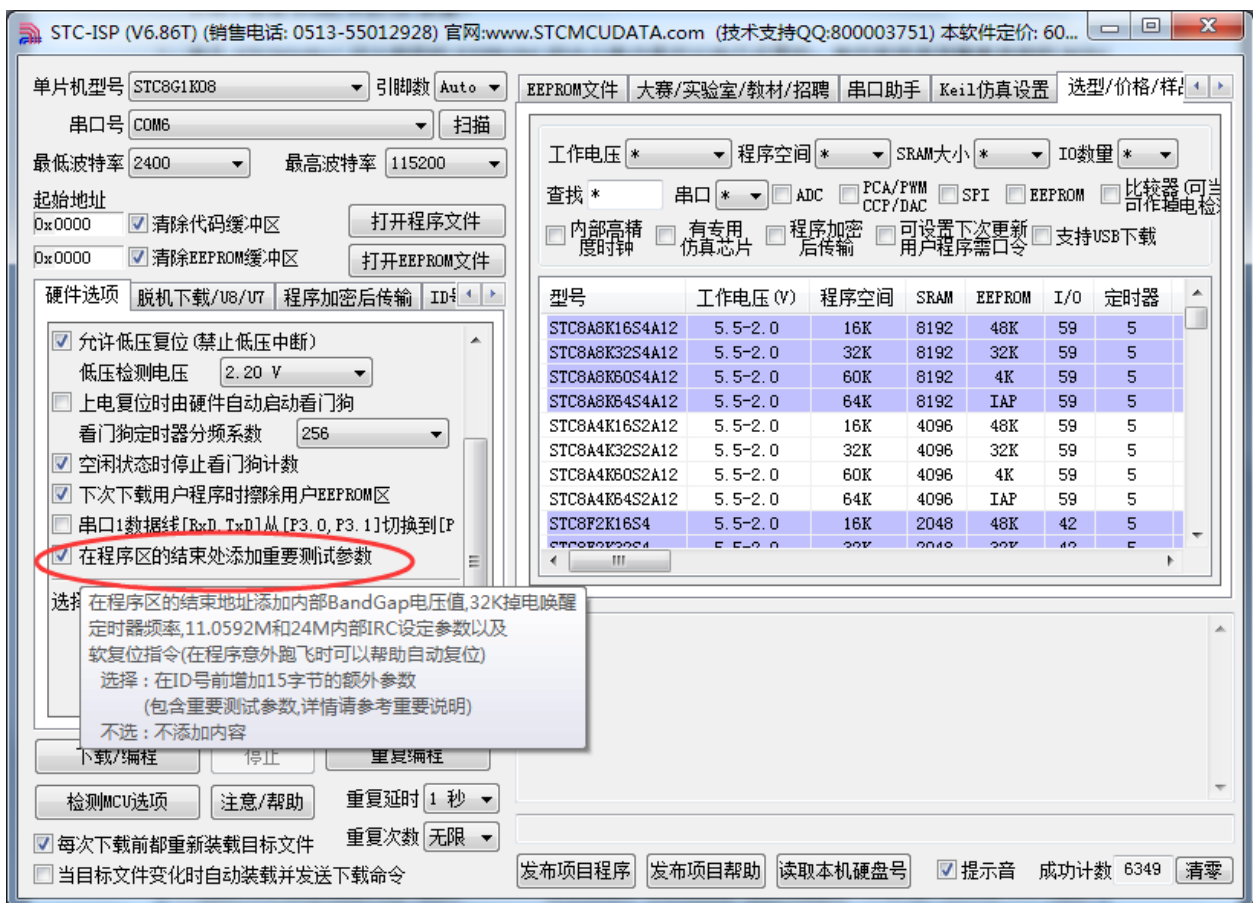 STC-ISP (V6.86T) (销售电话: 0513-55012928) 官网:www.STCMCUDATA.com (技术支持QQ:800003751) 本软件定价: 60...
单片机型号 STC8G1K08 引脚数 Auto
串口号 COM6 扫描
最低波特率 2400 最高波特率 115200
起始地址
0x0000 清除代码缓冲区 打开程序文件
0x0000 清除EEPROM缓冲区 打开EEPROM文件
硬件选项 脱机下载/U8/U7 程序加密后传输
允许低压复位(禁止低压中断)
低压检测电压 2.20 V
上电复位时由硬件自动启动看门狗
看门狗定时器分频系数 256
空闲状态时停止看门狗计数
下次下载用户程序时擦除用户EEPROM区
串口1数据线[RxD,TxD]从[P3.0,P3.1]切换到[P
在程序区的结束处添加重要测试参数
选择
在程序区的结束地址添加内部BandGap电压值,32K掉电唤醒
定时器频率,11.0592M和24M内部IRC设定参数以及
软复位指令(在程序意外跑飞时可以帮助自动复位)
选择 : 在ID号前增加15字节的额外参数
(包含重要测试参数,详情请参考重要说明)
不选 : 不添加内容
下载/编程 停止 重复编程
检测MCU选项 注意/帮助 重复延时 1 秒
每次下载前都重新装载目标文件 重复次数 无限
当目标文件变化时自动装载并发送下载命令
EEPROM文件 大赛/实验室/教材/招聘 串口助手 Keil仿真设置 选型/价格/样
工作电压 * 程序空间 * SRAM大小 * IO数量 *
查找 * 串口 * ADC PCA/PWM CCP/DAC SPI EEPROM 比较器(可当 可作掉电检
内部高精度时钟 有专用仿真芯片 程序加密后传输 可设置下次更新用户程序需口令 支持USB下载
型号 工作电压(V) 程序空间 SRAM EEPROM I/O 定时器
STC8A8K16S4A12 5.5-2.0 16K 8192 48K 59 5
STC8A8K32S4A12 5.5-2.0 32K 8192 32K 59 5
STC8A8K60S4A12 5.5-2.0 60K 8192 4K 59 5
STC8A8K64S4A12 5.5-2.0 64K 8192 IAP 59 5
STC8A4K16S2A12 5.5-2.0 16K 4096 48K 59 5
STC8A4K32S2A12 5.5-2.0 32K 4096 32K 59 5
STC8A4K60S2A12 5.5-2.0 60K 4096 4K 59 5
STC8A4K64S2A12 5.5-2.0 64K 4096 IAP 59 5
STC8F2K16S4 5.5-2.0 16K 2048 48K 42 5
STC8F2K32S4 5.5-2.0 32K 2048 32K 42 5
发布项目程序 发布项目帮助 读取本机硬盘号 提示音 成功计数 6349 清零